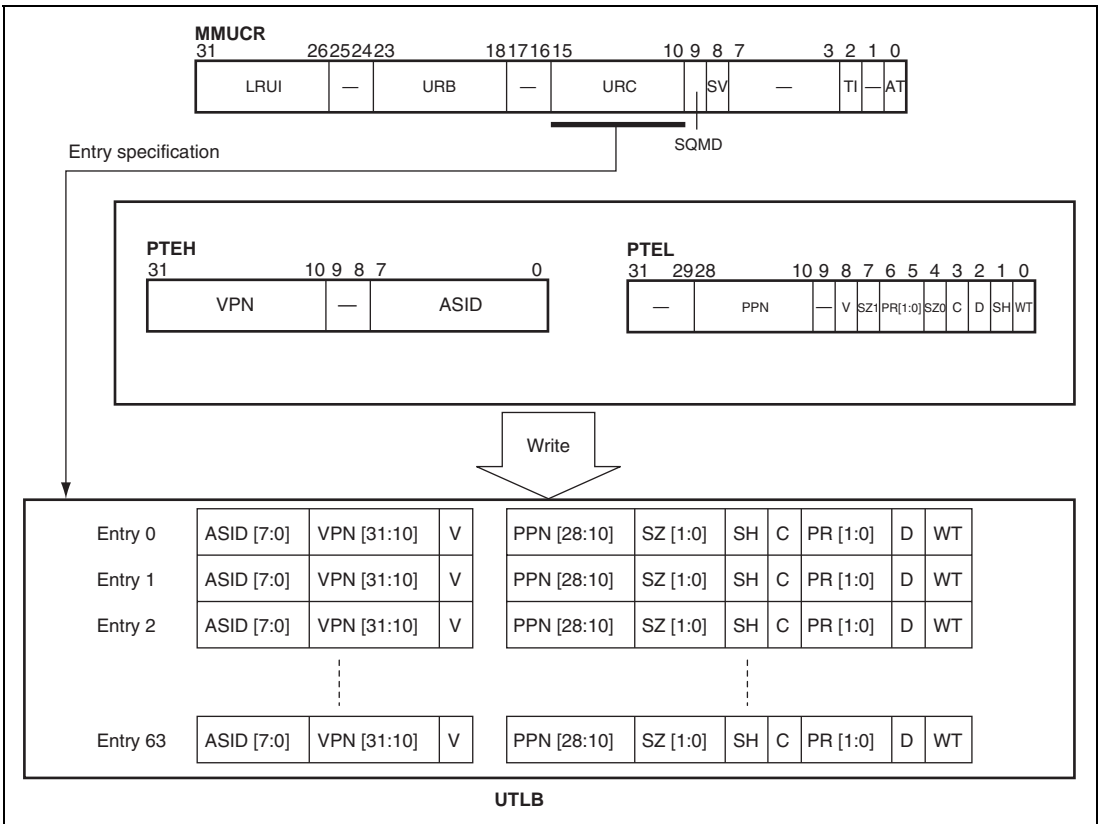 MMUCR
31 26 25 24 23 18 17 16 15 10 9 8 7 3 2 1 0
LRUI — URB — URC SV — TI — AT
SQMD
Entry specification
PTEH
31 10 9 8 7 0
VPN — ASID
PTEL
31 29 28 10 9 8 7 6 5 4 3 2 1 0
— PPN — V SZ1 PR[1:0] SZ0 C D SH WT
Write
Entry 0 ASID [7:0] VPN [31:10] V PPN [28:10] SZ [1:0] SH C PR [1:0] D WT
Entry 1 ASID [7:0] VPN [31:10] V PPN [28:10] SZ [1:0] SH C PR [1:0] D WT
Entry 2 ASID [7:0] VPN [31:10] V PPN [28:10] SZ [1:0] SH C PR [1:0] D WT
Entry 63 ASID [7:0] VPN [31:10] V PPN [28:10] SZ [1:0] SH C PR [1:0] D WT
UTLB